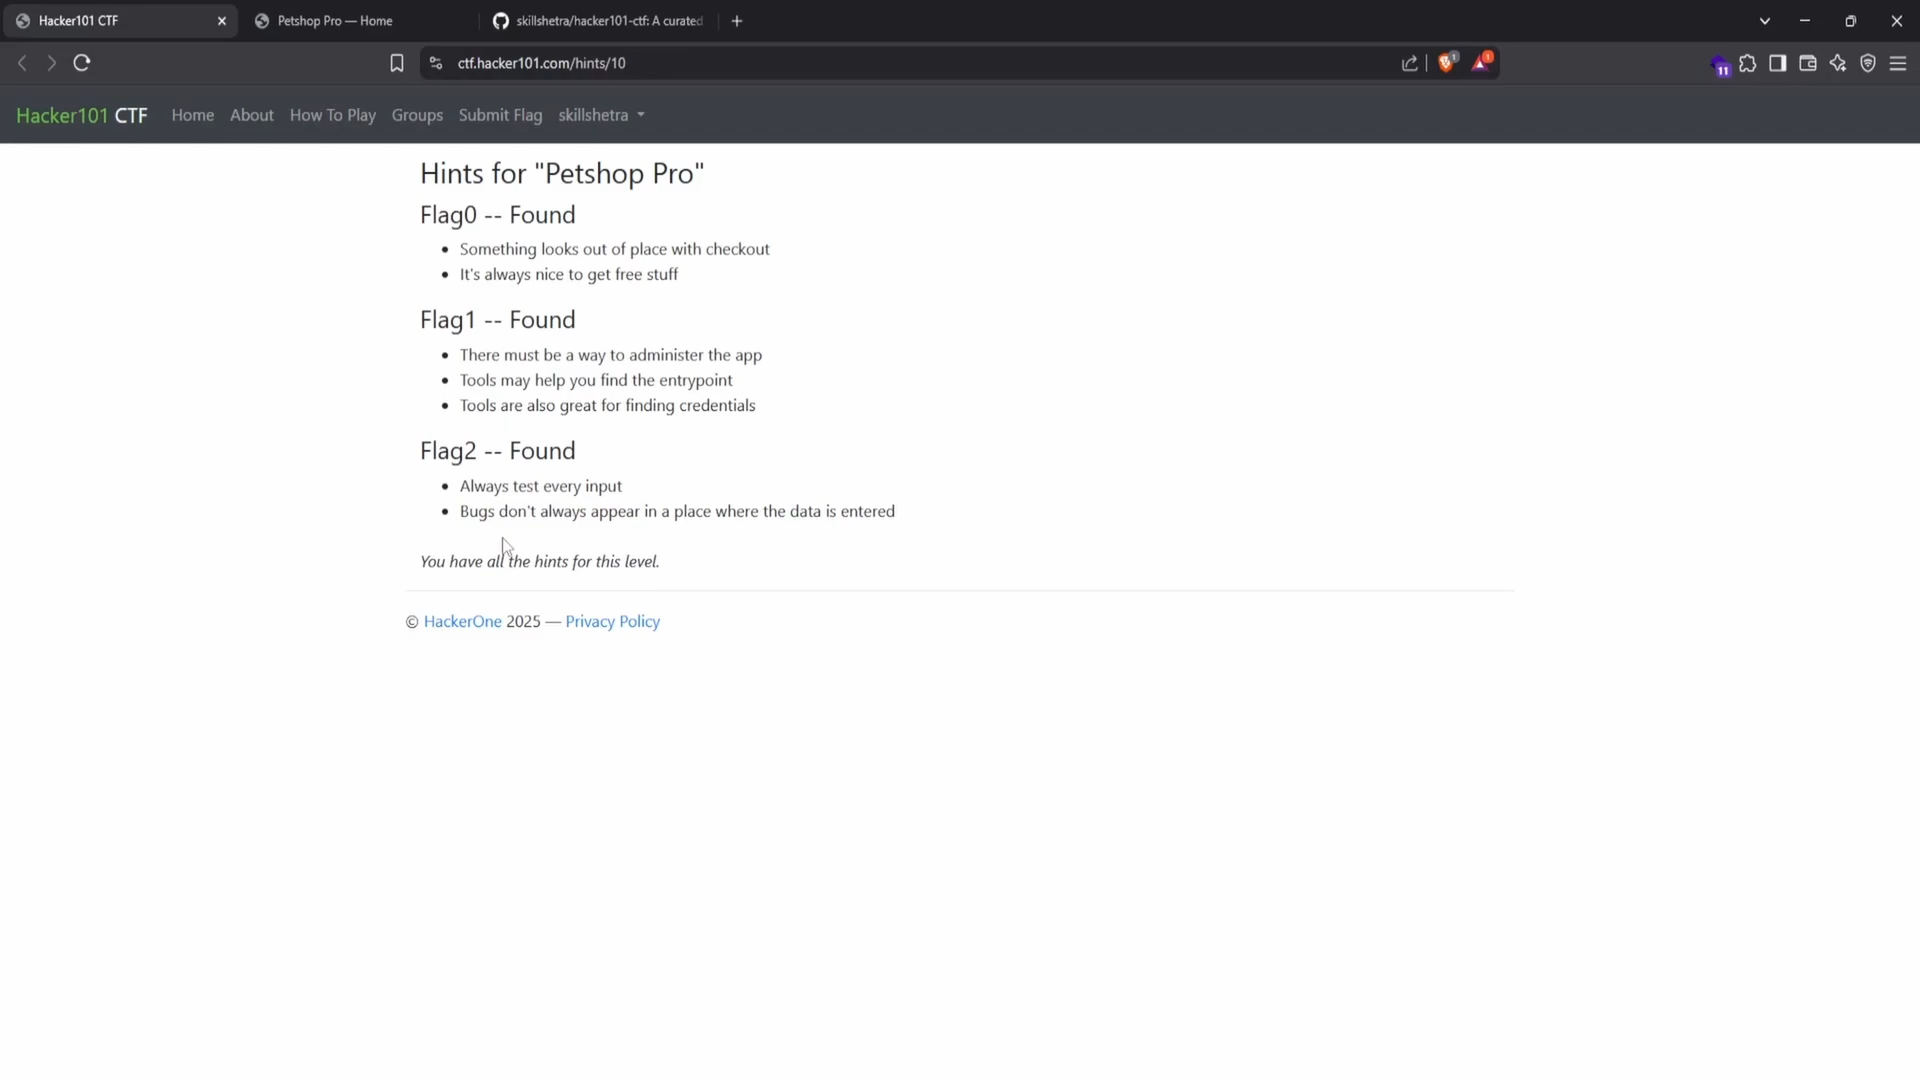 Hacker101 CTF
Petshop Pro — Home
skillshetra/hacker101-ctf: A curated
ctf.hacker101.com/hints/10
1
1
11
Hacker101 CTF Home About How To Play Groups Submit Flag skillshetra
Hints for "Petshop Pro"
Flag0 -- Found
Something looks out of place with checkout
It's always nice to get free stuff
Flag1 -- Found
There must be a way to administer the app
Tools may help you find the entrypoint
Tools are also great for finding credentials
Flag2 -- Found
Always test every input
Bugs don't always appear in a place where the data is entered
You have all the hints for this level.
© HackerOne 2025 — Privacy Policy